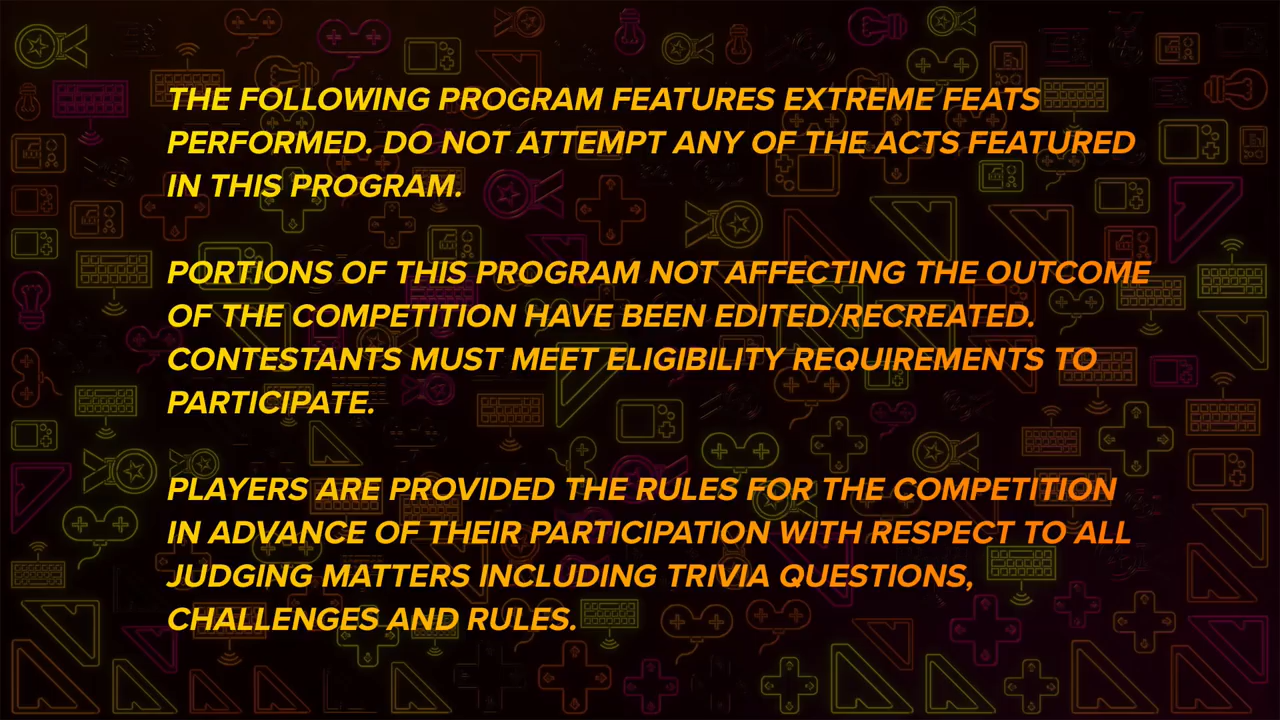 THE FOLLOWING PROGRAM FEATURES EXTREME FEATS
PERFORMED. DO NOT ATTEMPT ANY OF THE ACTS FEATURED
IN THIS PROGRAM.
PORTIONS OF THIS PROGRAM NOT AFFECTING THE OUTCOME
OF THE COMPETITION HAVE BEEN EDITED/RECREATED.
CONTESTANTS MUST MEET ELIGIBILITY REQUIREMENTS TO
PARTICIPATE.
PLAYERS ARE PROVIDED THE RULES FOR THE COMPETITION
IN ADVANCE OF THEIR PARTICIPATION WITH RESPECT TO ALL
JUDGING MATTERS INCLUDING TRIVIA QUESTIONS,
CHALLENGES AND RULES.